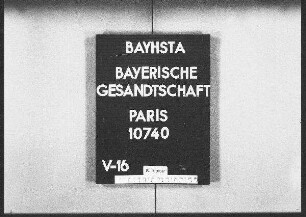 BAYHSTA
BAYERISCHE
GESANDTSCHAFT
PARIS
10740
V-16